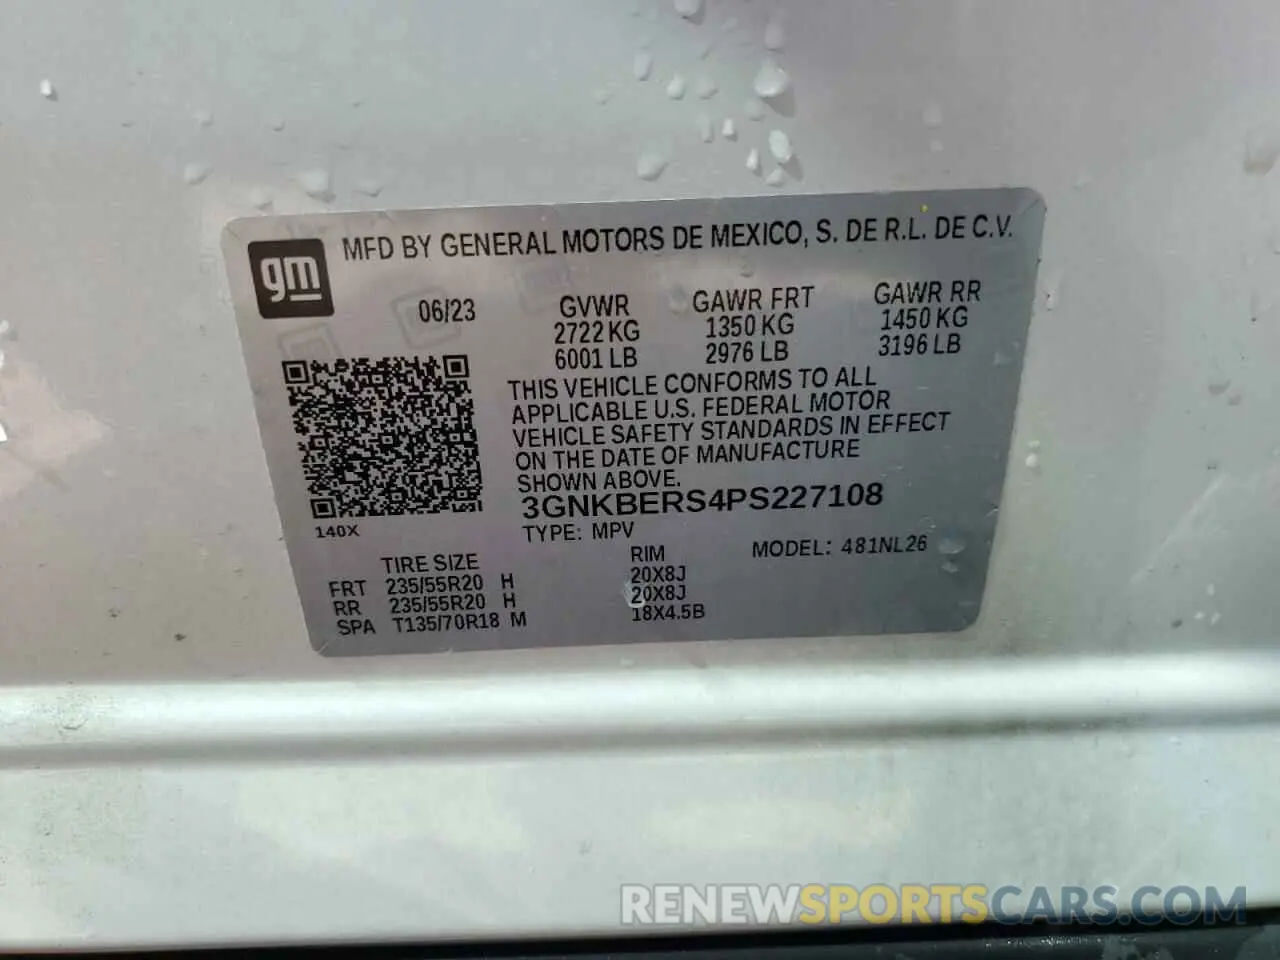 gm
MFD BY GENERAL MOTORS DE MEXICO, S. DE R.L. DE C.V.
06/23
GVWR GAWR FRT GAWR RR
2722 KG 1350 KG 1450 KG
6001 LB 2976 LB 3196 LB
THIS VEHICLE CONFORMS TO ALL
APPLICABLE U.S. FEDERAL MOTOR
VEHICLE SAFETY STANDARDS IN EFFECT
ON THE DATE OF MANUFACTURE
SHOWN ABOVE.
3GNKBERS4PS227108
140X
TYPE: MPV
MODEL: 481NL26
TIRE SIZE RIM
FRT 235/55R20 H 20X8J
RR 235/55R20 H 20X8J
SPA T135/70R18 M 18X4.5B
RENEWSPORTSCARS.COM